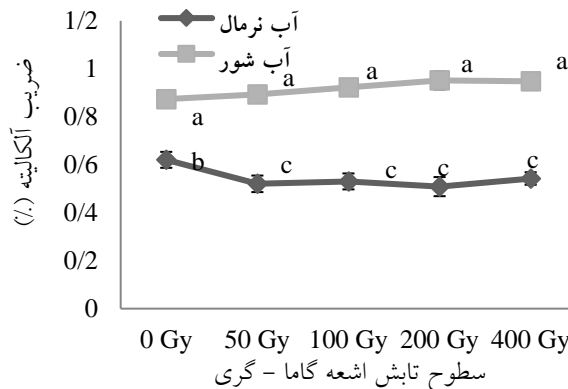 آب نرمال
آب شور
ضریب آلکالیته (٪)
1/2
1
0/8
0/6
0/4
0/2
0
a
a
a
a
a
b
c
c
c
c
0 Gy
50 Gy
100 Gy
200 Gy
400 Gy
سطوح تابش اشعه گاما - گری